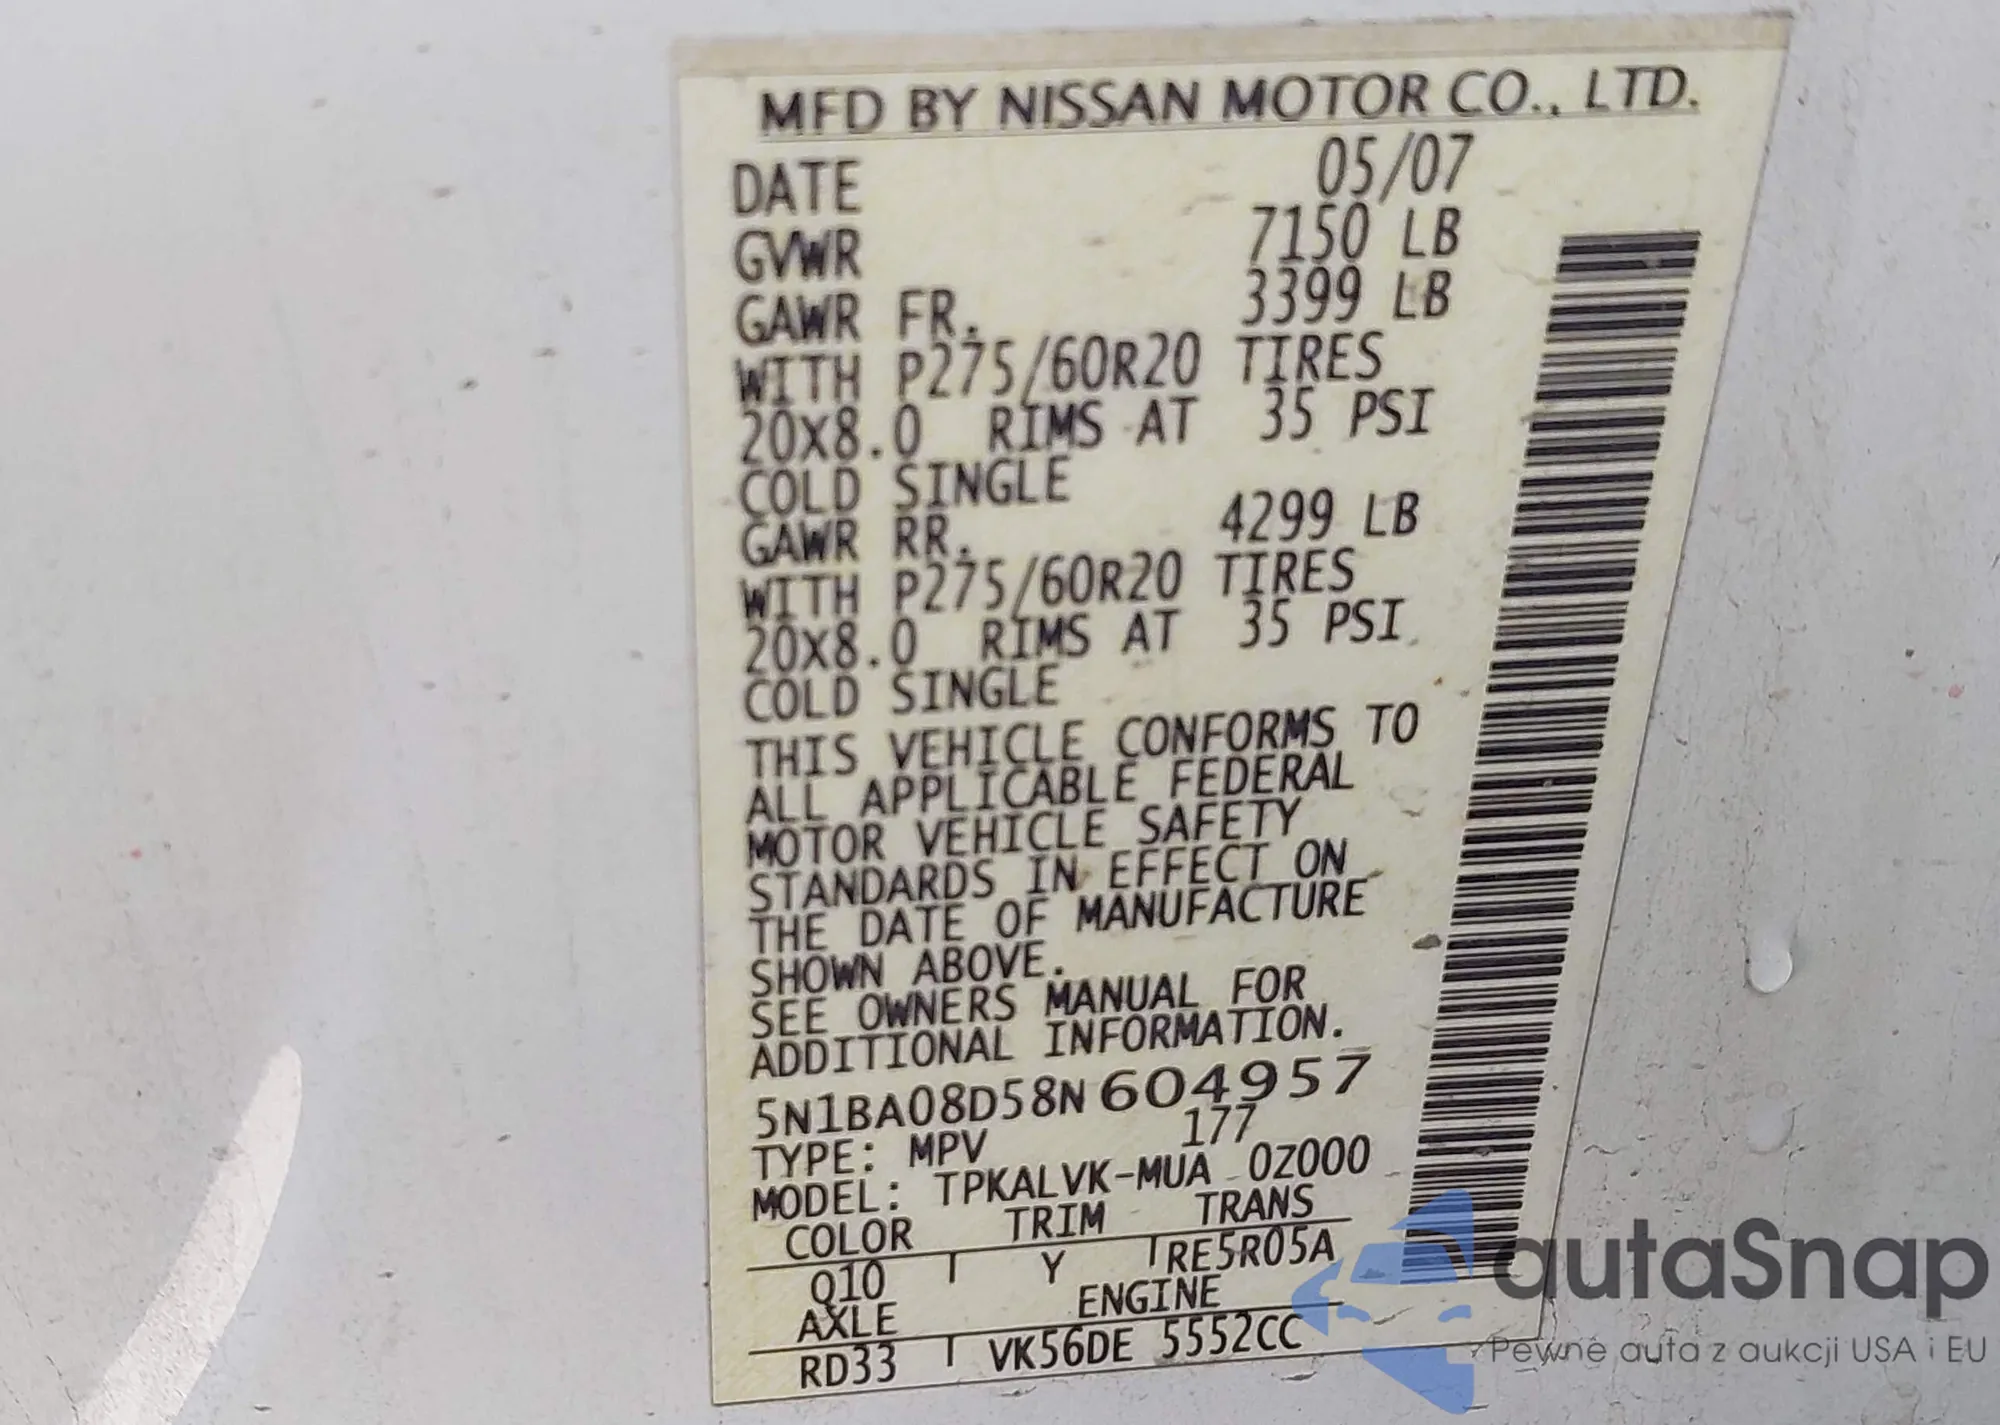 MFD BY NISSAN MOTOR CO., LTD.
DATE 05/07
GVWR 7150 LB
GAWR FR. 3399 LB
WITH P275/60R20 TIRES
20X8.0 RIMS AT 35 PSI
COLD SINGLE
GAWR RR. 4299 LB
WITH P275/60R20 TIRES
20X8.0 RIMS AT 35 PSI
COLD SINGLE
THIS VEHICLE CONFORMS TO
ALL APPLICABLE FEDERAL
MOTOR VEHICLE SAFETY
STANDARDS IN EFFECT ON
THE DATE OF MANUFACTURE
SHOWN ABOVE.
SEE OWNERS MANUAL FOR
ADDITIONAL INFORMATION.
5N1BA08D58N604957
TYPE: MPV 177
MODEL: TPKALVK-MUA 0Z000
COLOR TRIM TRANS
Q10 Y RE5R05A
AXLE ENGINE
RD33 VK56DE 5552CC
autaSnap
Pewne auta z aukcji USA i EU